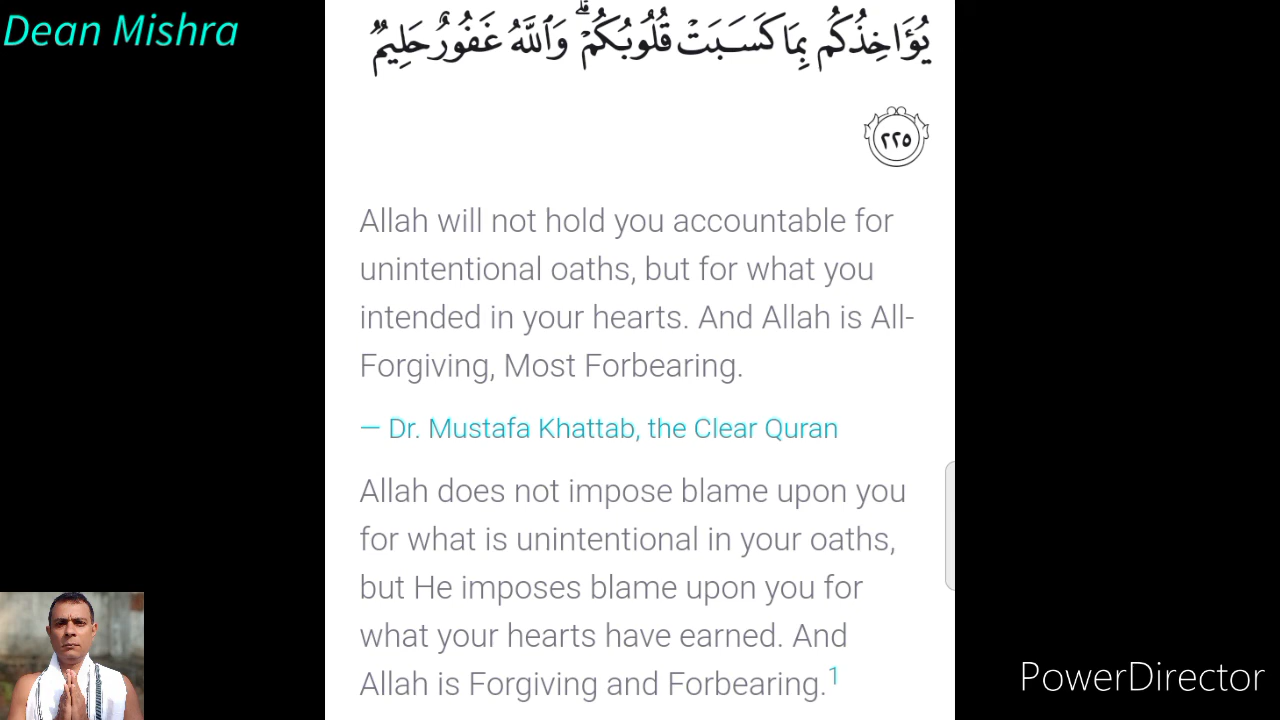 Dean Mishra
يُؤَاخِذُكُم بِمَا كَسَبَتْ قُلُوبُكُمْ ۗ وَٱللَّهُ غَفُورٌ حَلِيمٌ
٢٢٥
Allah will not hold you accountable for
unintentional oaths, but for what you
intended in your hearts. And Allah is All-
Forgiving, Most Forbearing.
— Dr. Mustafa Khattab, the Clear Quran
Allah does not impose blame upon you
for what is unintentional in your oaths,
but He imposes blame upon you for
what your hearts have earned. And
Allah is Forgiving and Forbearing.1
PowerDirector